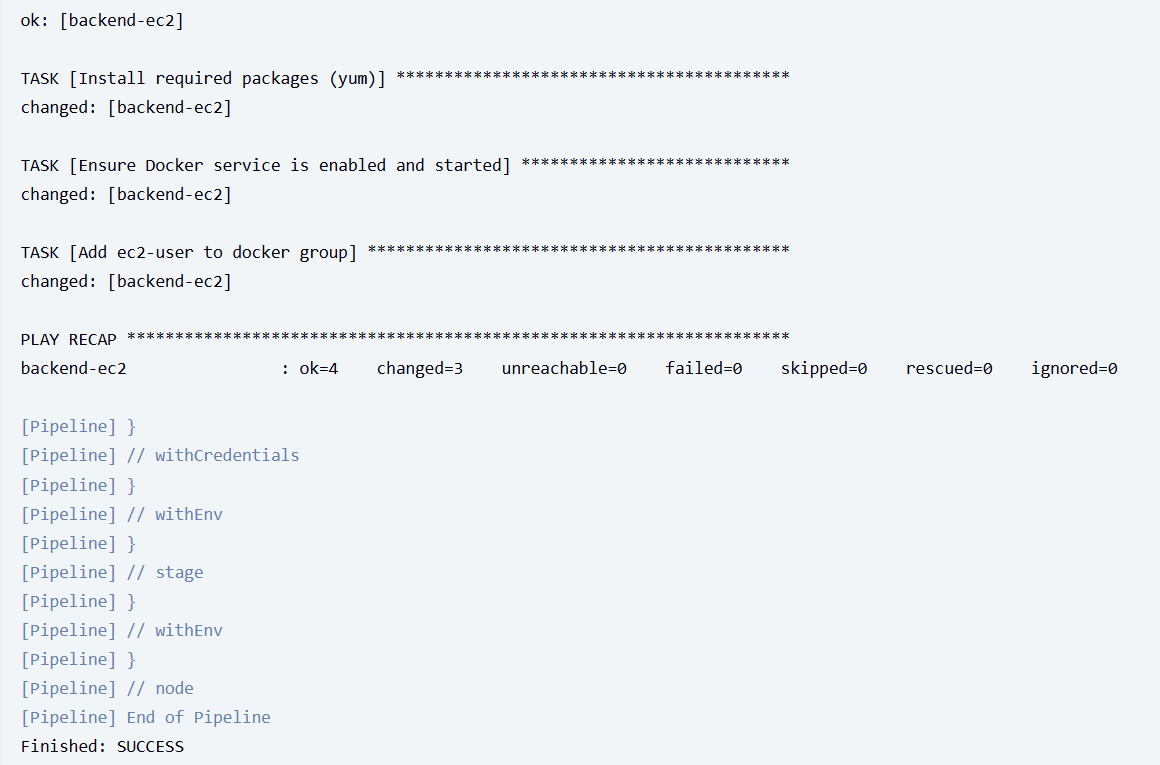 ok: [backend-ec2]
TASK [Install required packages (yum)] *****************************************
changed: [backend-ec2]
TASK [Ensure Docker service is enabled and started] ****************************
changed: [backend-ec2]
TASK [Add ec2-user to docker group] ********************************************
changed: [backend-ec2]
PLAY RECAP *********************************************************************
backend-ec2                : ok=4    changed=3    unreachable=0    failed=0    skipped=0    rescued=0    ignored=0
[Pipeline] }
[Pipeline] // withCredentials
[Pipeline] }
[Pipeline] // withEnv
[Pipeline] }
[Pipeline] // stage
[Pipeline] }
[Pipeline] // withEnv
[Pipeline] }
[Pipeline] // node
[Pipeline] End of Pipeline
Finished: SUCCESS